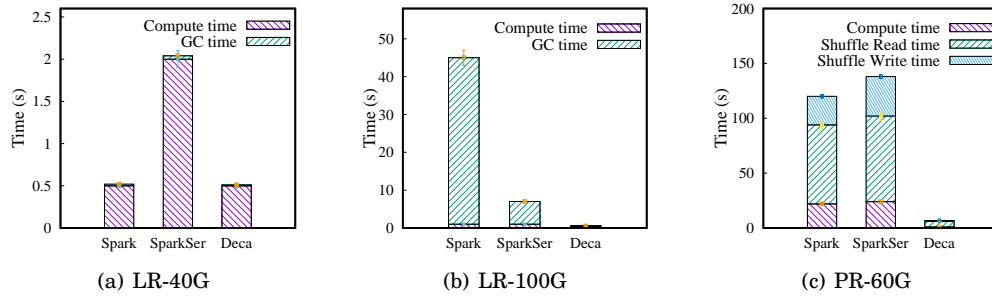 Compute time
GC time
2.5
2
1.5
1
0.5
0
Time (s)
Spark SparkSer Deca
(a) LR-40G
Compute time
GC time
50
40
30
20
10
0
Time (s)
Spark SparkSer Deca
(b) LR-100G
Compute time
Shuffle Read time
Shuffle Write time
200
150
100
50
0
Time (s)
Spark SparkSer Deca
(c) PR-60G